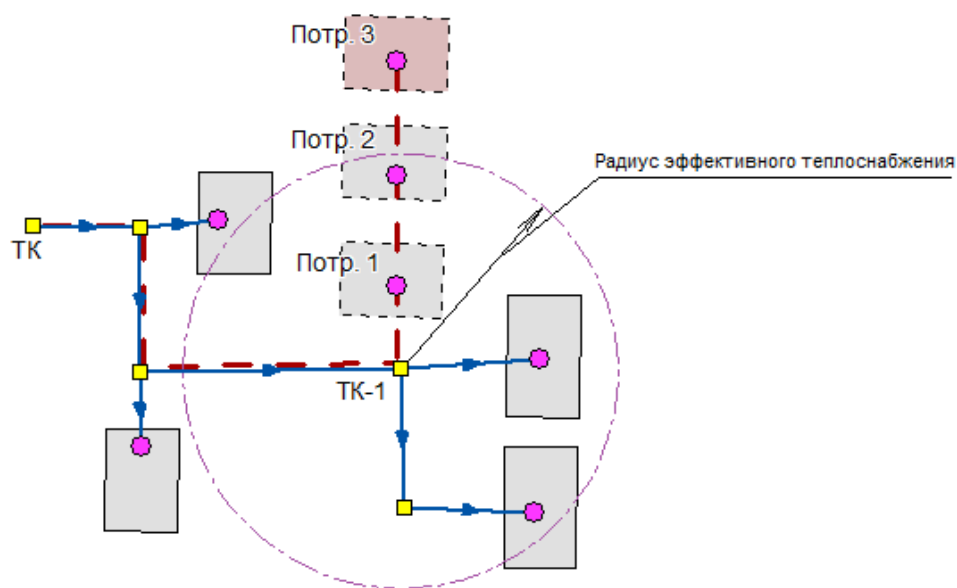 Потр. 3
Потр. 2
Радиус эффективного теплоснабжения
ТК
Потр. 1
ТК-1